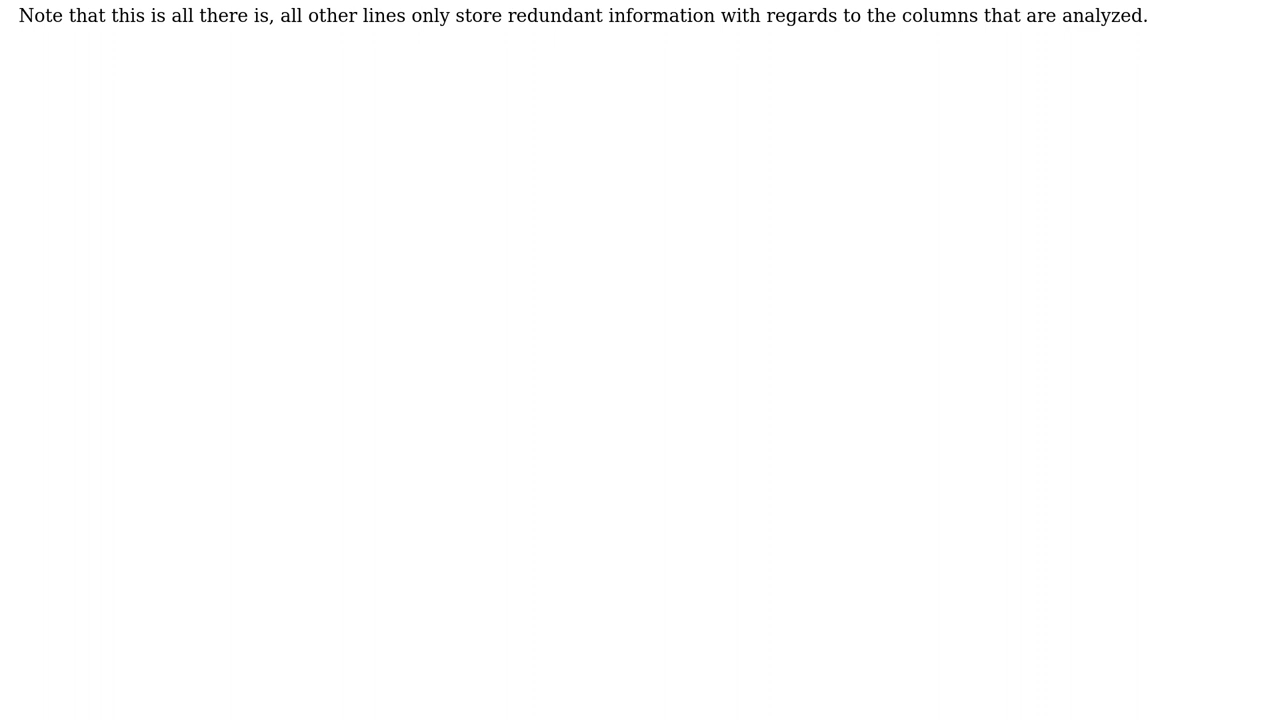 Note that this is all there is, all other lines only store redundant information with regards to the columns that are analyzed.